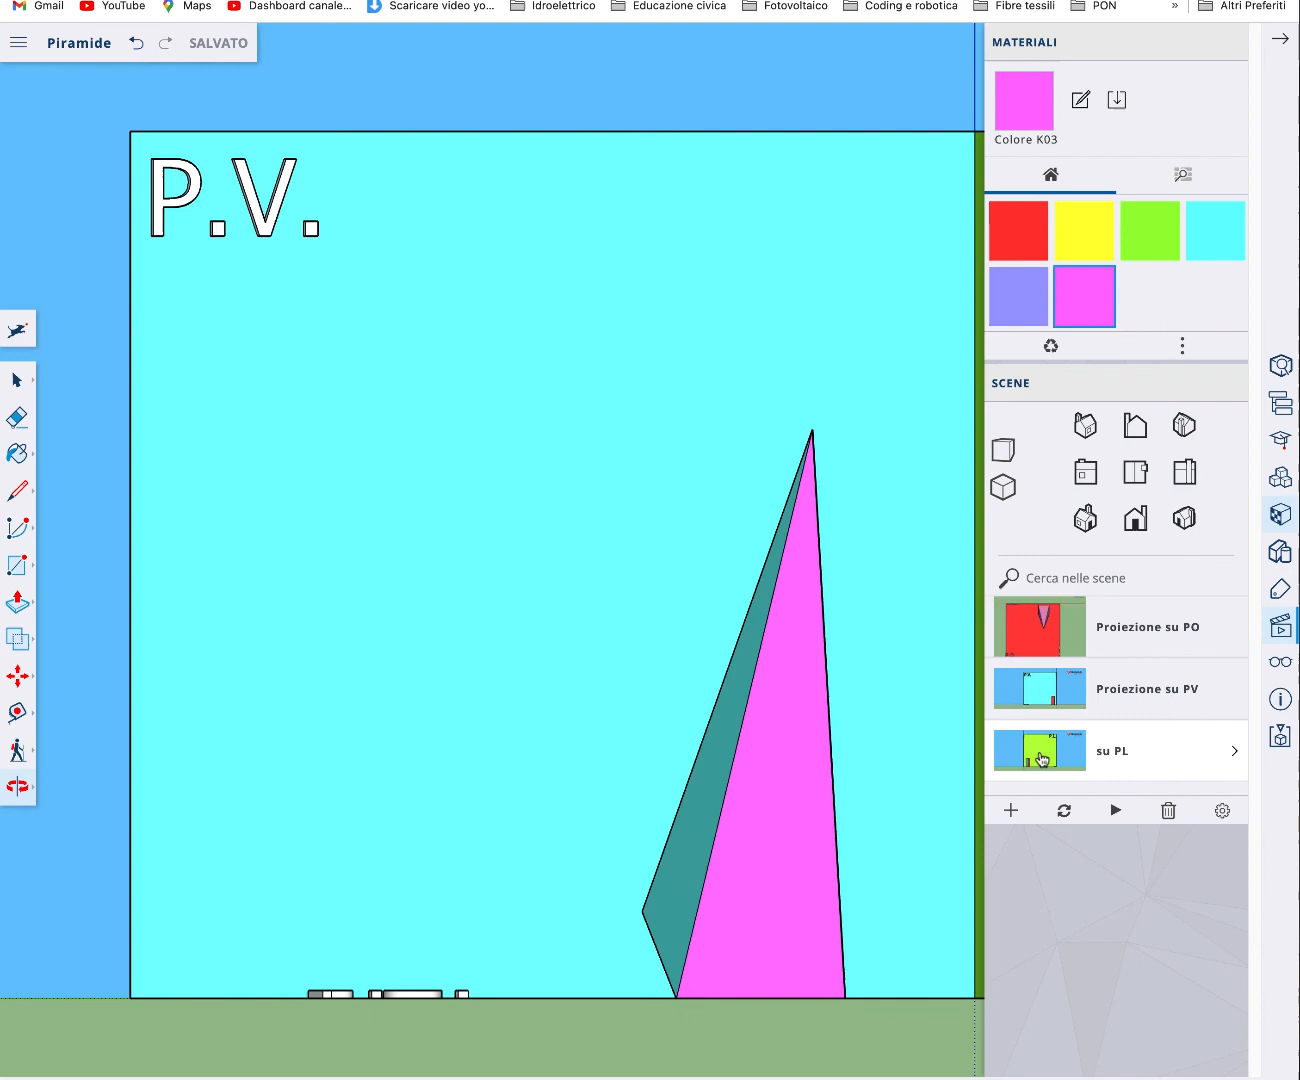 Gmail YouTube Maps Dashboard canale... Scaricare video yo... Idroelettrico Educazione civica Fotovoltaico Coding e robotica Fibre tessili PON » Altri Preferiti
Piramide SALVATO
MATERIALI
Colore K03
P.V.
SCENE
Cerca nelle scene
Proiezione su PO
Proiezione su PV
su PL